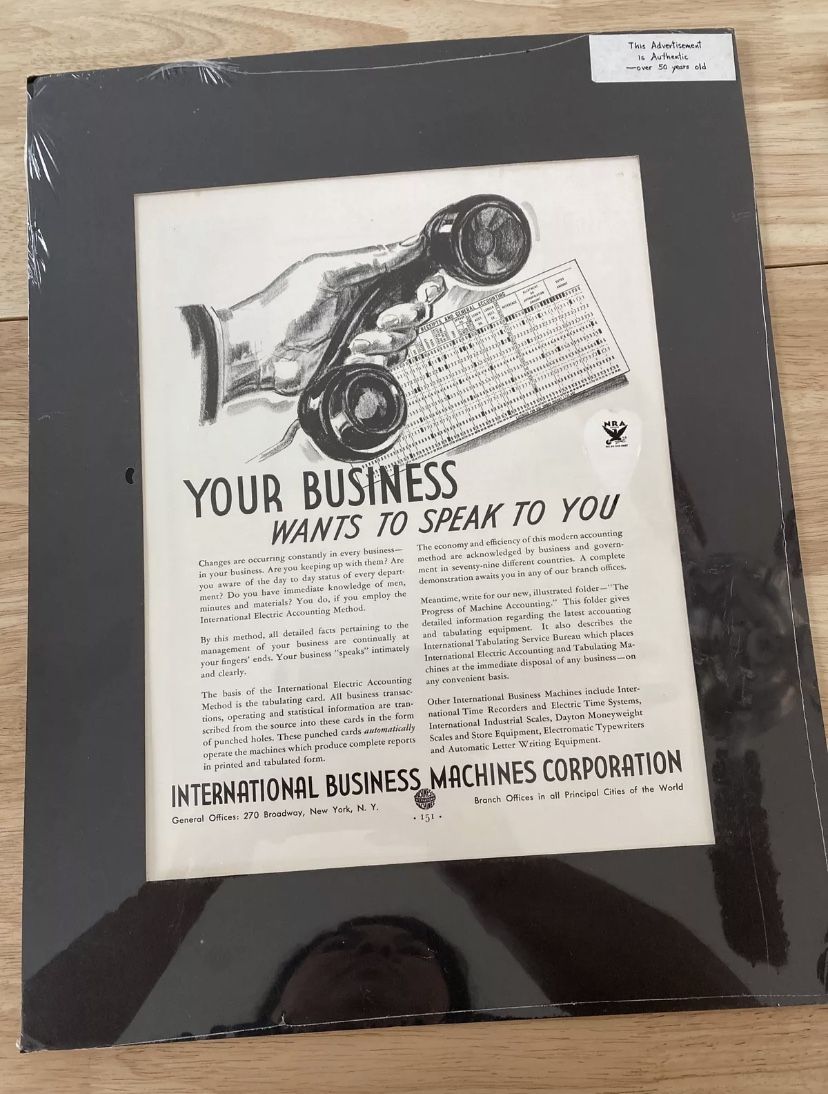 This Advertisement
is Authentic
—over 50 years old
RECEIPTS AND GENERAL ACCOUNTING
NRA
YOUR BUSINESS
WANTS TO SPEAK TO YOU
Changes are occurring constantly in every business—
in your business. Are you keeping up with them? Are
you aware of the day to day status of every depart-
ment? Do you have immediate knowledge of men,
minutes and materials? You do, if you employ the
International Electric Accounting Method.
By this method, all detailed facts pertaining to the
management of your business are continually at
your fingers' ends. Your business "speaks" intimately
and clearly.
The basis of the International Electric Accounting
Method is the tabulating card. All business transac-
tions, operating and statistical information are tran-
scribed from the source into these cards in the form
of punched holes. These punched cards automatically
operate the machines which produce complete reports
in printed and tabulated form.
The economy and efficiency of this modern accounting
method are acknowledged by business and govern-
ment in seventy-nine different countries. A complete
demonstration awaits you in any of our branch offices.
Meantime, write for our new, illustrated folder—"The
Progress of Machine Accounting." This folder gives
detailed information regarding the latest accounting
and tabulating equipment. It also describes the
International Tabulating Service Bureau which places
International Electric Accounting and Tabulating Ma-
chines at the immediate disposal of any business—on
any convenient basis.
Other International Business Machines include Inter-
national Time Recorders and Electric Time Systems,
International Industrial Scales, Dayton Moneyweight
Scales and Store Equipment, Electromatic Typewriters
and Automatic Letter Writing Equipment.
INTERNATIONAL BUSINESS MACHINES CORPORATION
General Offices: 270 Broadway, New York, N. Y.
Branch Offices in all Principal Cities of the World
· 151 ·